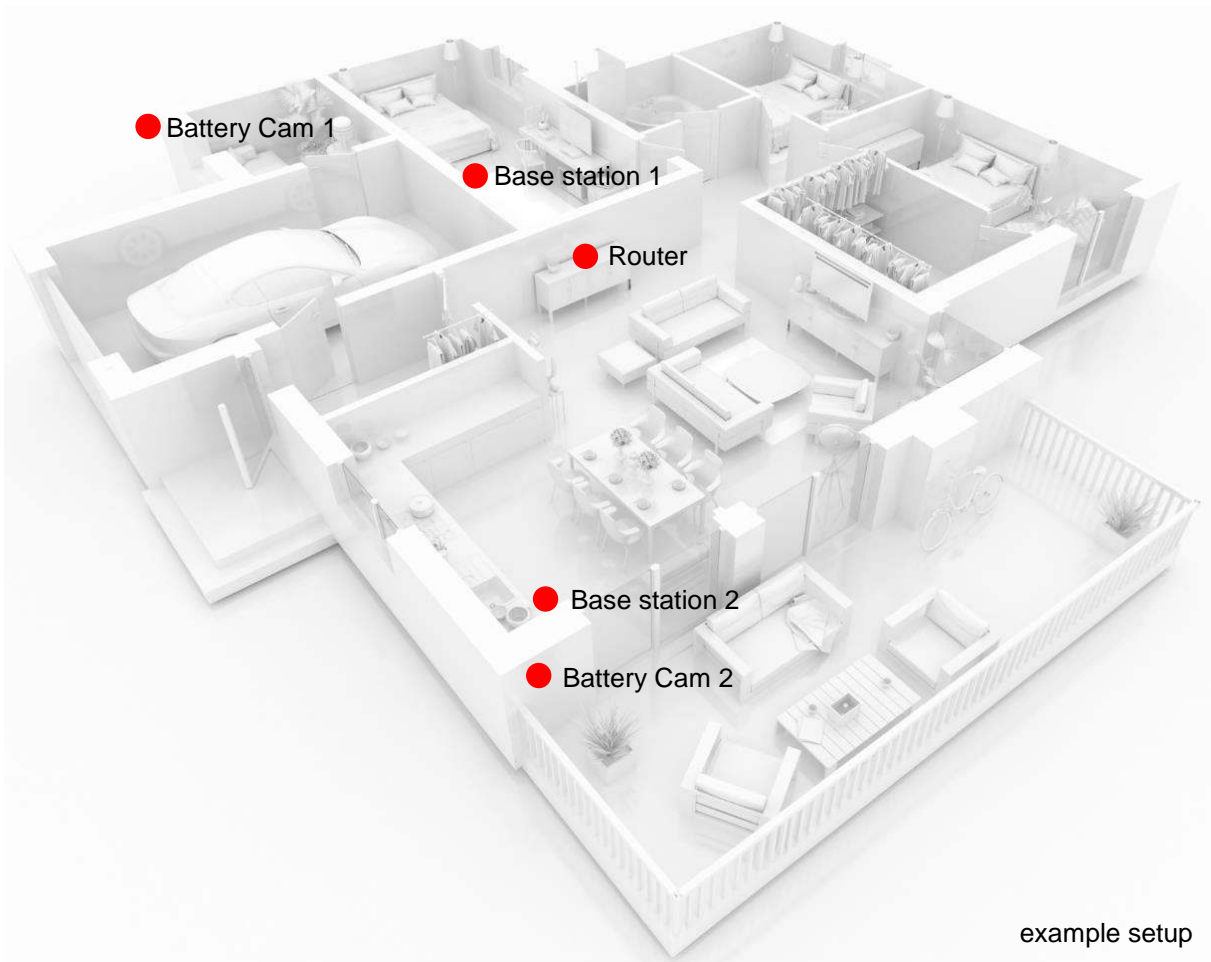 Battery Cam 1
Base station 1
Router
Base station 2
Battery Cam 2
example setup